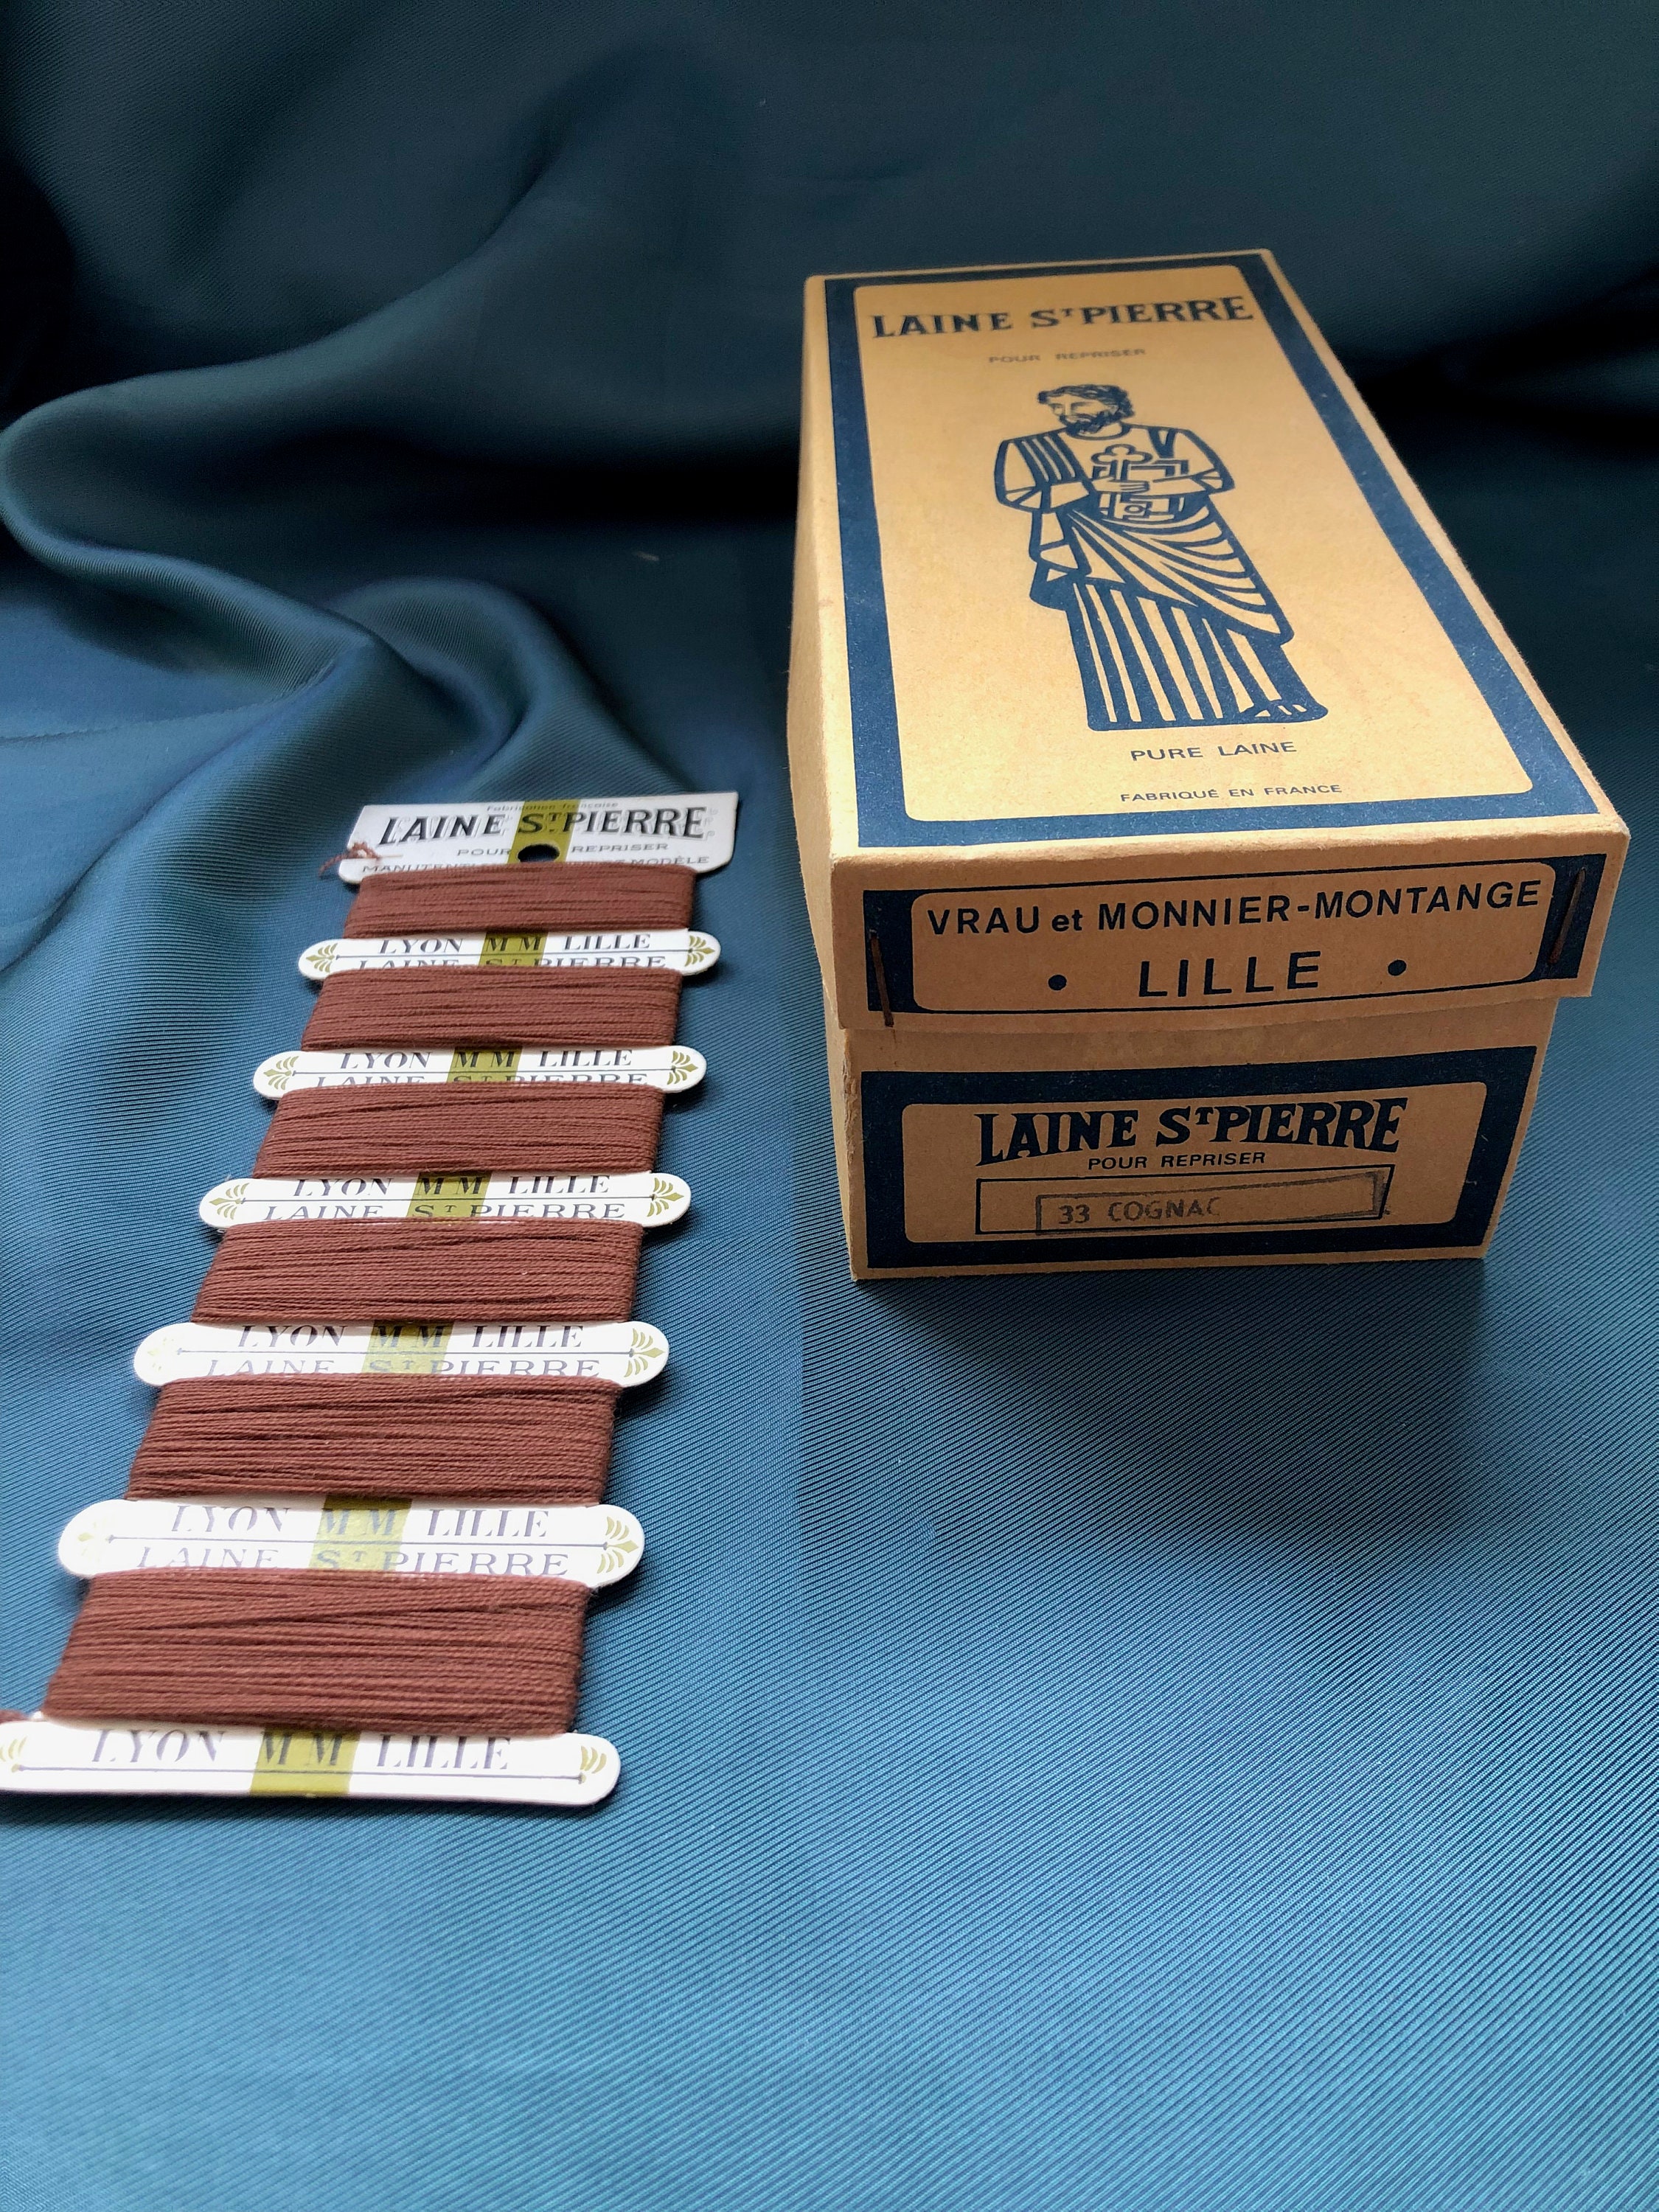 LAINE ST PIERRE
POUR REPRISER
PURE LAINE
FABRIQUÉ EN FRANCE
VRAU et MONNIER-MONTANGE
• LILLE •
LAINE ST PIERRE
POUR REPRISER
33 COGNAC
Fabrication française
LAINE ST PIERRE
POUR REPRISER
MODÈLE
LYON MM LILLE
LAINE ST PIERRE
LYON MM LILLE
LAINE ST PIERRE
LYON MM LILLE
LAINE ST PIERRE
LYON MM LILLE
LAINE ST PIERRE
LYON MM LILLE
LAINE ST PIERRE
LYON MM LILLE